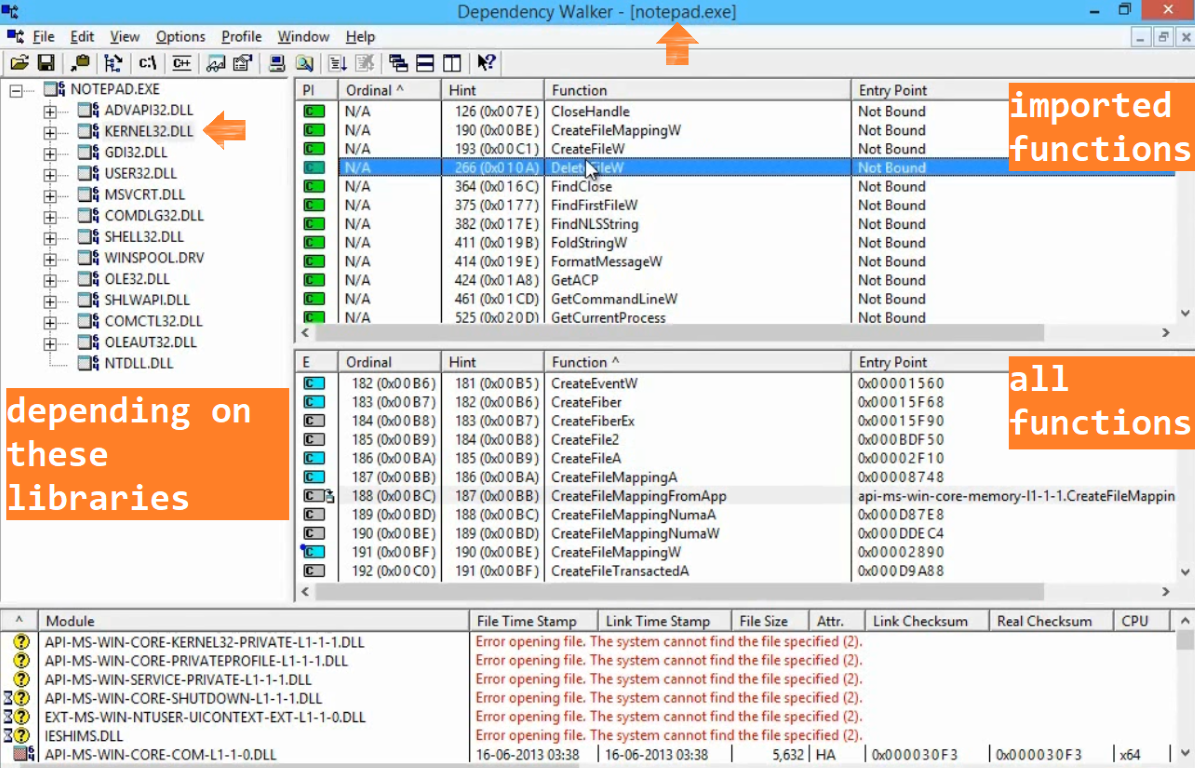 Dependency Walker - [notepad.exe]
File Edit View Options Profile Window Help
C:\ C++
NOTEPAD.EXE
ADVAPI32.DLL
KERNEL32.DLL
GDI32.DLL
USER32.DLL
MSVCRT.DLL
COMDLG32.DLL
SHELL32.DLL
WINSPOOL.DRV
OLE32.DLL
SHLWAPI.DLL
COMCTL32.DLL
OLEAUT32.DLL
NTDLL.DLL
depending on
these
libraries
PI Ordinal ^ Hint Function Entry Point
C N/A 126 (0x007E) CloseHandle Not Bound
C N/A 190 (0x00BE) CreateFileMappingW Not Bound
C N/A 193 (0x00C1) CreateFileW Not Bound
C N/A 266 (0x010A) DeleteFileW Not Bound
C N/A 364 (0x016C) FindClose Not Bound
C N/A 375 (0x0177) FindFirstFileW Not Bound
C N/A 382 (0x017E) FindNLSString Not Bound
C N/A 411 (0x019B) FoldStringW Not Bound
C N/A 414 (0x019E) FormatMessageW Not Bound
C N/A 424 (0x01A8) GetACP Not Bound
C N/A 461 (0x01CD) GetCommandLineW Not Bound
C N/A 525 (0x020D) GetCurrentProcess Not Bound
imported
functions
E Ordinal Hint Function ^ Entry Point
C 182 (0x00B6) 181 (0x00B5) CreateEventW 0x00001560
C 183 (0x00B7) 182 (0x00B6) CreateFiber 0x00015F68
C 184 (0x00B8) 183 (0x00B7) CreateFiberEx 0x00015F90
C 185 (0x00B9) 184 (0x00B8) CreateFile2 0x000BDF50
C 186 (0x00BA) 185 (0x00B9) CreateFileA 0x00002F10
C 187 (0x00BB) 186 (0x00BA) CreateFileMappingA 0x00008748
C 188 (0x00BC) 187 (0x00BB) CreateFileMappingFromApp api-ms-win-core-memory-l1-1-1.CreateFileMappin
C 189 (0x00BD) 188 (0x00BC) CreateFileMappingNumaA 0x000D87E8
C 190 (0x00BE) 189 (0x00BD) CreateFileMappingNumaW 0x000DDEC4
C 191 (0x00BF) 190 (0x00BE) CreateFileMappingW 0x00002890
C 192 (0x00C0) 191 (0x00BF) CreateFileTransactedA 0x000D9A88
all
functions
^ Module File Time Stamp Link Time Stamp File Size Attr. Link Checksum Real Checksum CPU
API-MS-WIN-CORE-KERNEL32-PRIVATE-L1-1-1.DLL Error opening file. The system cannot find the file specified (2).
API-MS-WIN-CORE-PRIVATEPROFILE-L1-1-1.DLL Error opening file. The system cannot find the file specified (2).
API-MS-WIN-SERVICE-PRIVATE-L1-1-1.DLL Error opening file. The system cannot find the file specified (2).
API-MS-WIN-CORE-SHUTDOWN-L1-1-1.DLL Error opening file. The system cannot find the file specified (2).
EXT-MS-WIN-NTUSER-UICONTEXT-EXT-L1-1-0.DLL Error opening file. The system cannot find the file specified (2).
IESHIMS.DLL Error opening file. The system cannot find the file specified (2).
API-MS-WIN-CORE-COM-L1-1-0.DLL 16-06-2013 03:38 16-06-2013 03:38 5,632 HA 0x000030F3 0x000030F3 x64